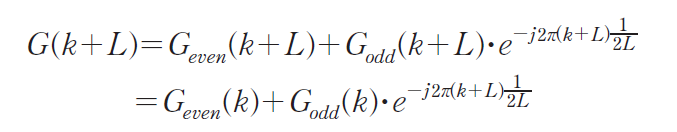 G(k+L)=G_{even}(k+L)+G_{odd}(k+L)·e^{-j2π(k+L)\frac{1}{2L}}
=G_{even}(k)+G_{odd}(k)·e^{-j2π(k+L)\frac{1}{2L}}